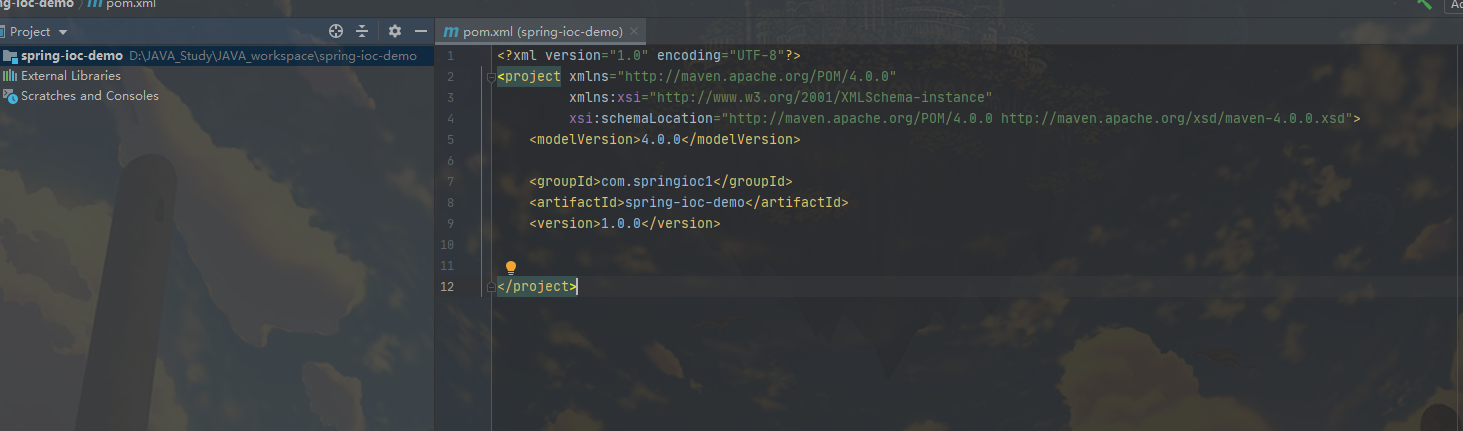 pom.xml
Project
pom.xml (spring-ioc-demo)
spring-ioc-demo D:\JAVA_Study\JAVA_workspace\spring-ioc-demo
External Libraries
Scratches and Consoles
1 <?xml version="1.0" encoding="UTF-8"?>
2 <project xmlns="http://maven.apache.org/POM/4.0.0"
3 xmlns:xsi="http://www.w3.org/2001/XMLSchema-instance"
4 xsi:schemaLocation="http://maven.apache.org/POM/4.0.0 http://maven.apache.org/xsd/maven-4.0.0.xsd">
5 <modelVersion>4.0.0</modelVersion>
6
7 <groupId>com.springioc1</groupId>
8 <artifactId>spring-ioc-demo</artifactId>
9 <version>1.0.0</version>
10
11
12 </project>